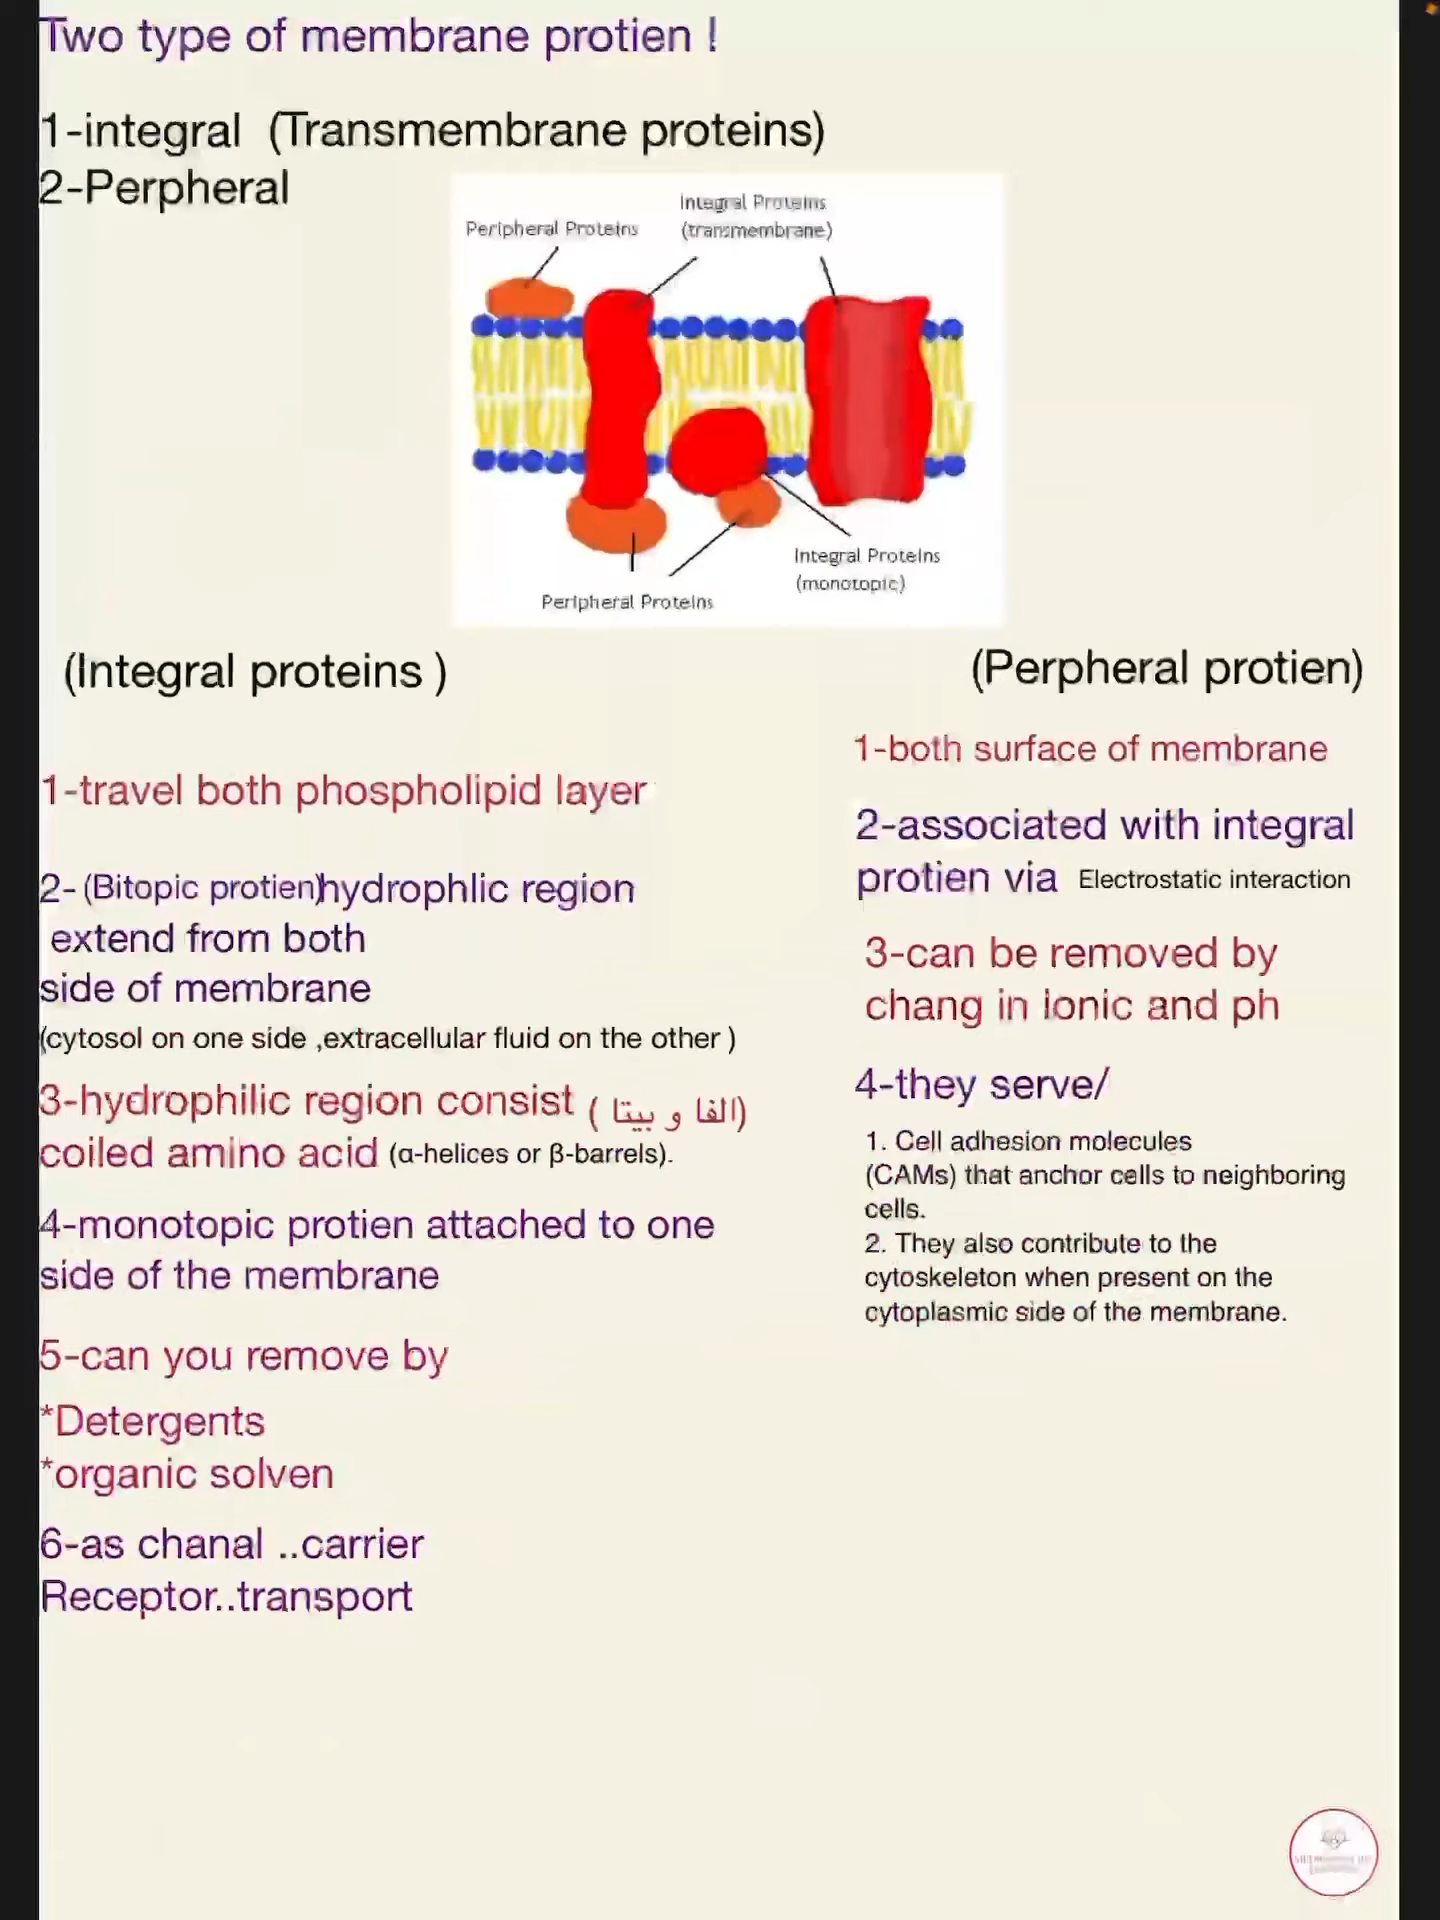 Two type of membrane protien !
1-integral (Transmembrane proteins)
2-Perpheral
Integral Proteins
(transmembrane)
Peripheral Proteins
Integral Proteins
(monotopic)
Peripheral Proteins
(Integral proteins )
1-travel both phospholipid layer
2- (Bitopic protien)hydrophlic region
extend from both
side of membrane
(cytosol on one side ,extracellular fluid on the other )
3-hydrophilic region consist ( الفا و بيتا)
coiled amino acid (α-helices or β-barrels).
4-monotopic protien attached to one
side of the membrane
5-can you remove by
*Detergents
*organic solven
6-as chanal ..carrier
Receptor..transport
(Perpheral protien)
1-both surface of membrane
2-associated with integral
protien via Electrostatic interaction
3-can be removed by
chang in ionic and ph
4-they serve/
1. Cell adhesion molecules
(CAMs) that anchor cells to neighboring
cells.
2. They also contribute to the
cytoskeleton when present on the
cytoplasmic side of the membrane.